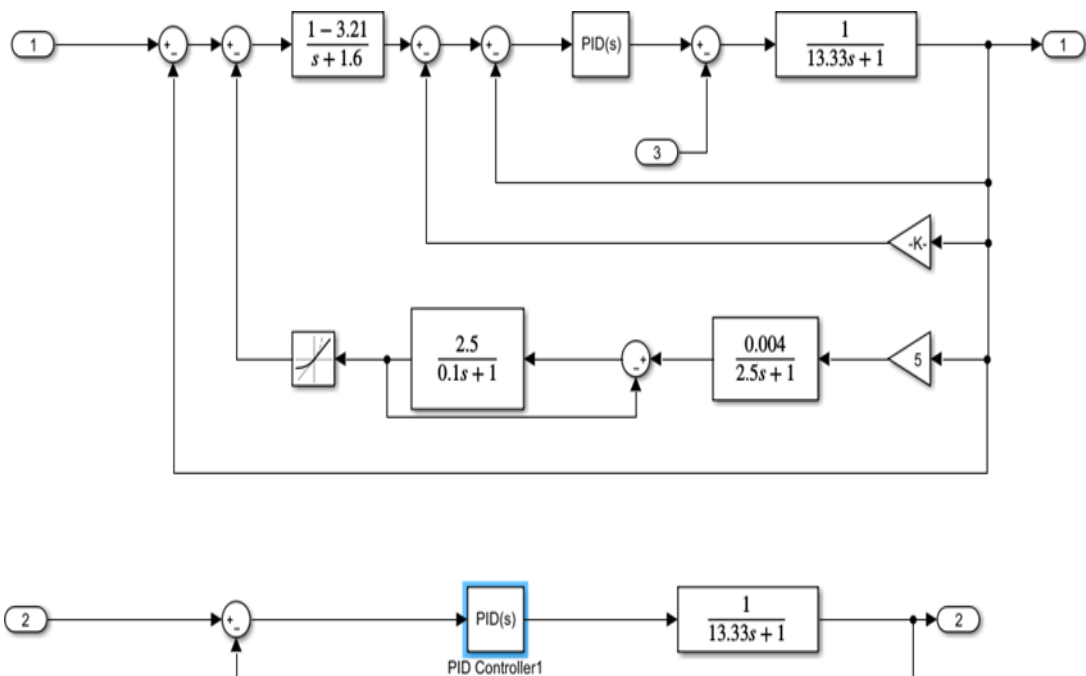 1
+
-
+
-
1 - 3.21
s + 1.6
+
-
+
-
PID(s)
+
-
1
13.33s + 1
1
3
-K-
2.5
0.1s + 1
-
+
0.004
2.5s + 1
5
2
+
-
PID(s)
1
13.33s + 1
2
PID Controller1